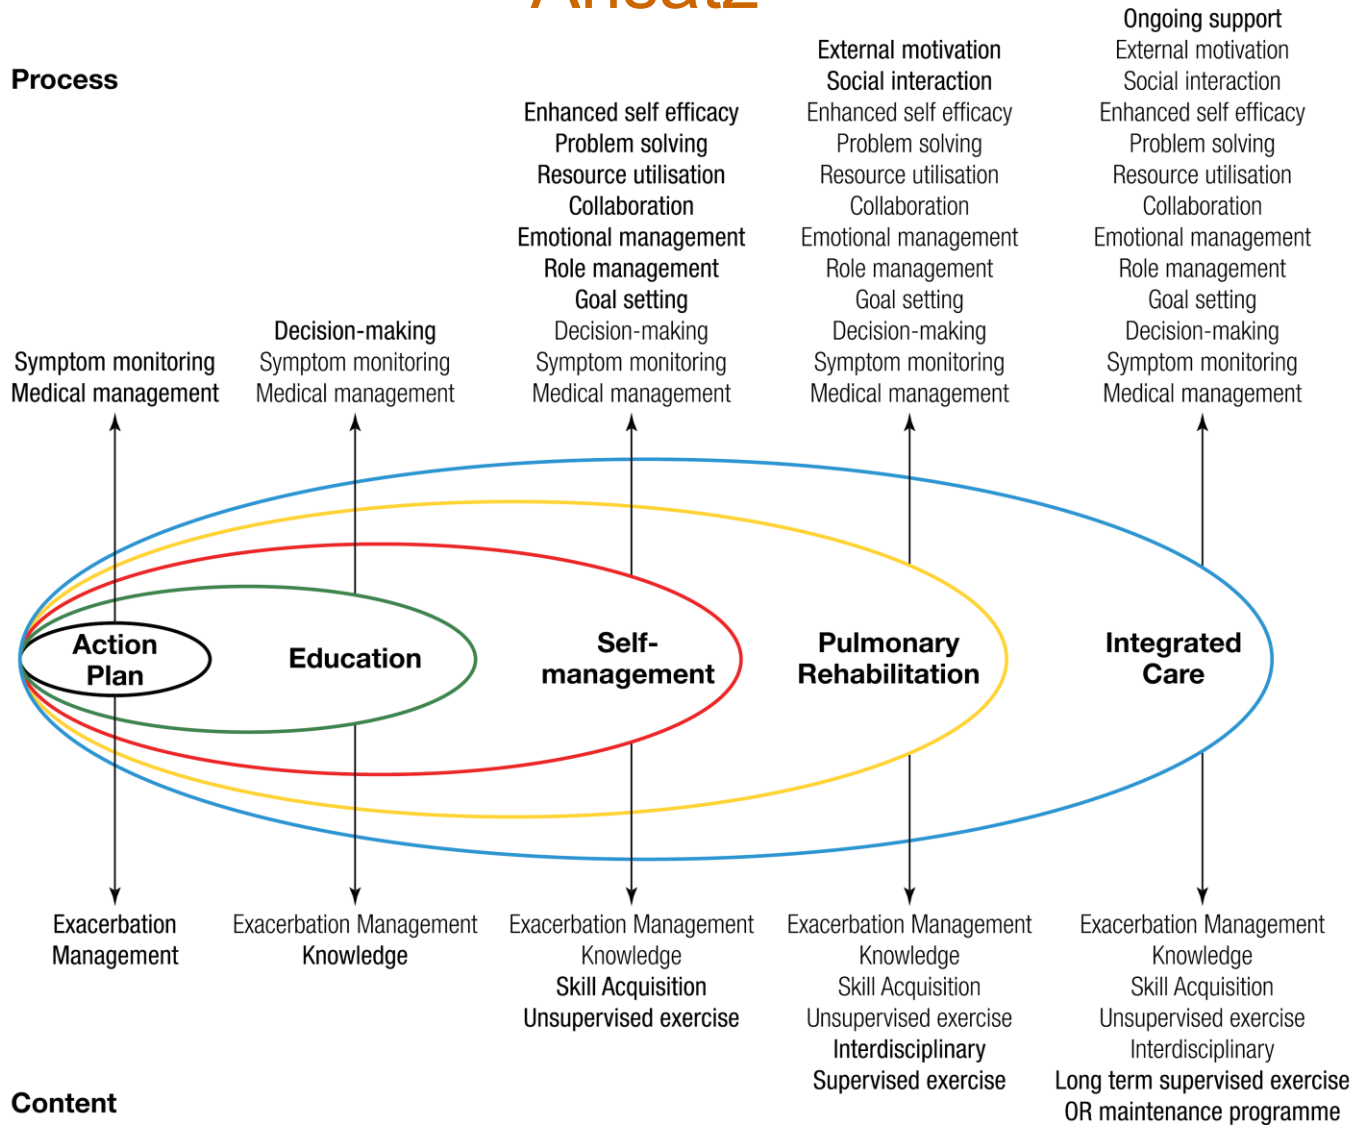 Ansatz
Process
Symptom monitoring
Medical management
Decision-making
Symptom monitoring
Medical management
Enhanced self efficacy
Problem solving
Resource utilisation
Collaboration
Emotional management
Role management
Goal setting
Decision-making
Symptom monitoring
Medical management
External motivation
Social interaction
Enhanced self efficacy
Problem solving
Resource utilisation
Collaboration
Emotional management
Role management
Goal setting
Decision-making
Symptom monitoring
Medical management
Ongoing support
External motivation
Social interaction
Enhanced self efficacy
Problem solving
Resource utilisation
Collaboration
Emotional management
Role management
Goal setting
Decision-making
Symptom monitoring
Medical management
Action
Plan
Education
Self-
management
Pulmonary
Rehabilitation
Integrated
Care
Exacerbation
Management
Exacerbation Management
Knowledge
Exacerbation Management
Knowledge
Skill Acquisition
Unsupervised exercise
Exacerbation Management
Knowledge
Skill Acquisition
Unsupervised exercise
Interdisciplinary
Supervised exercise
Exacerbation Management
Knowledge
Skill Acquisition
Unsupervised exercise
Interdisciplinary
Long term supervised exercise
OR maintenance programme
Content